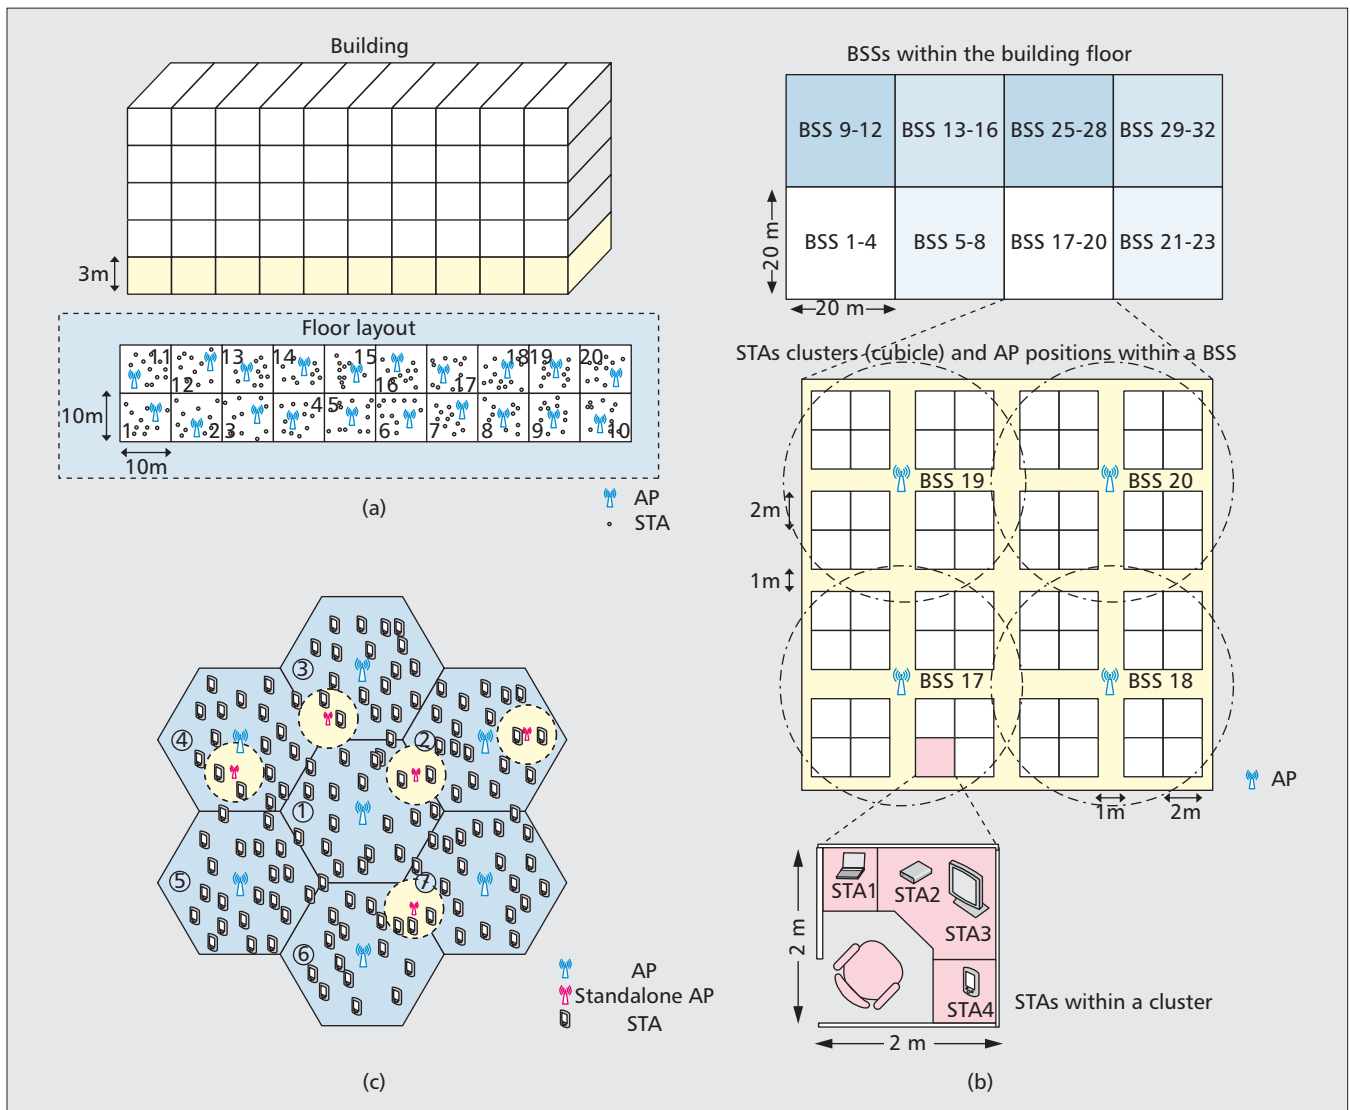 Building
3m
Floor layout
11 12 13 14 15 16 17 18 19 20
10m
1 2 3 4 5 6 7 8 9 10
10m
(a)
AP
STA
BSSs within the building floor
BSS 9-12 BSS 13-16 BSS 25-28 BSS 29-32
BSS 1-4 BSS 5-8 BSS 17-20 BSS 21-23
20 m
20 m
STAs clusters (cubicle) and AP positions within a BSS
BSS 19 BSS 20
2m
1m
BSS 17 BSS 18
1m 2m
AP
STA1 STA2
STA3
STA4
2 m
2 m
STAs within a cluster
(b)
3
4 2
1
5 7
6
AP
Standalone AP
STA
(c)